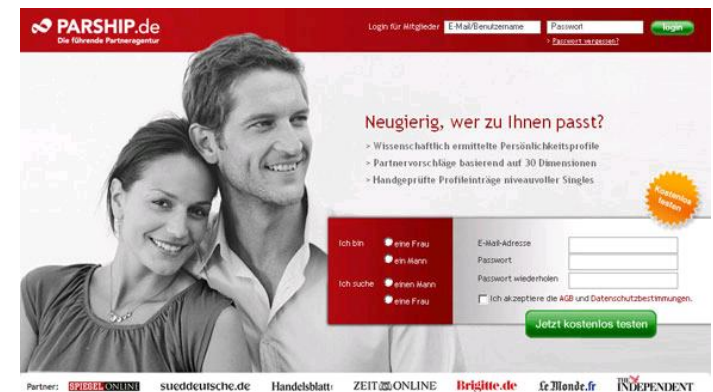 PARSHIP.de
Die führende Partneragentur
Login für Mitglieder E-Mail/Benutzername Passwort login
> Passwort vergessen?
Neugierig, wer zu Ihnen passt?
> Wissenschaftlich ermittelte Persönlichkeitsprofile
> Partnervorschläge basierend auf 30 Dimensionen
> Handgeprüfte Profileinträge niveauvoller Singles
Kostenlos
testen
Ich bin eine Frau
ein Mann
Ich suche einen Mann
eine Frau
E-Mail-Adresse
Passwort
Passwort wiederholen
Ich akzeptiere die AGB und Datenschutzbestimmungen.
Jetzt kostenlos testen
Partner: SPIEGEL ONLINE sueddeutsche.de Handelsblatt ZEIT ONLINE Brigitte.de Le Monde.fr THE INDEPENDENT